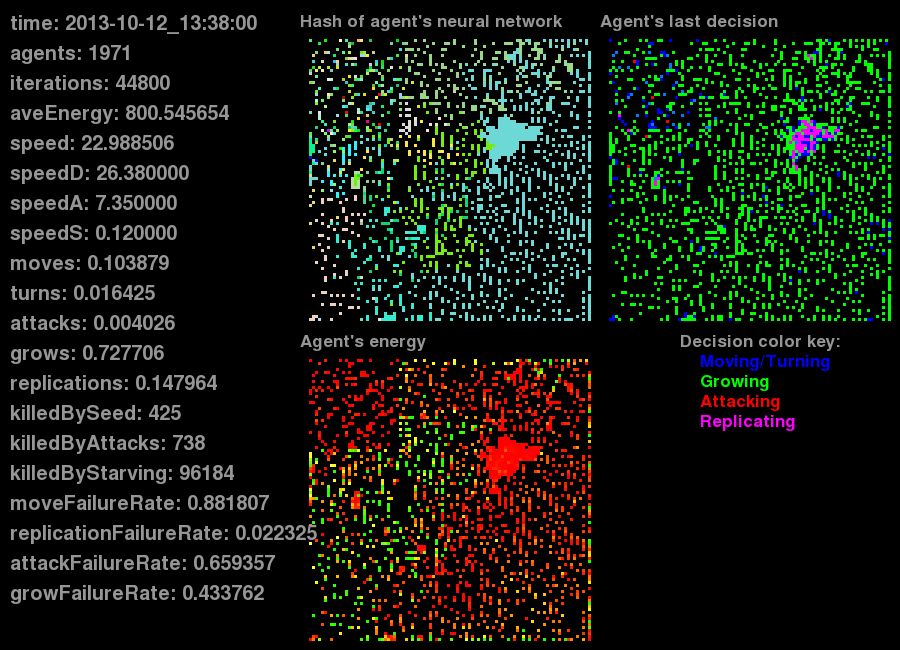 time: 2013-10-12_13:38:00
agents: 1971
iterations: 44800
aveEnergy: 800.545654
speed: 22.988506
speedD: 26.380000
speedA: 7.350000
speedS: 0.120000
moves: 0.103879
turns: 0.016425
attacks: 0.004026
grows: 0.727706
replications: 0.147964
killedBySeed: 425
killedByAttacks: 738
killedByStarving: 96184
moveFailureRate: 0.881807
replicationFailureRate: 0.022325
attackFailureRate: 0.659357
growFailureRate: 0.433762
Hash of agent's neural network
Agent's last decision
Agent's energy
Decision color key:
Moving/Turning
Growing
Attacking
Replicating